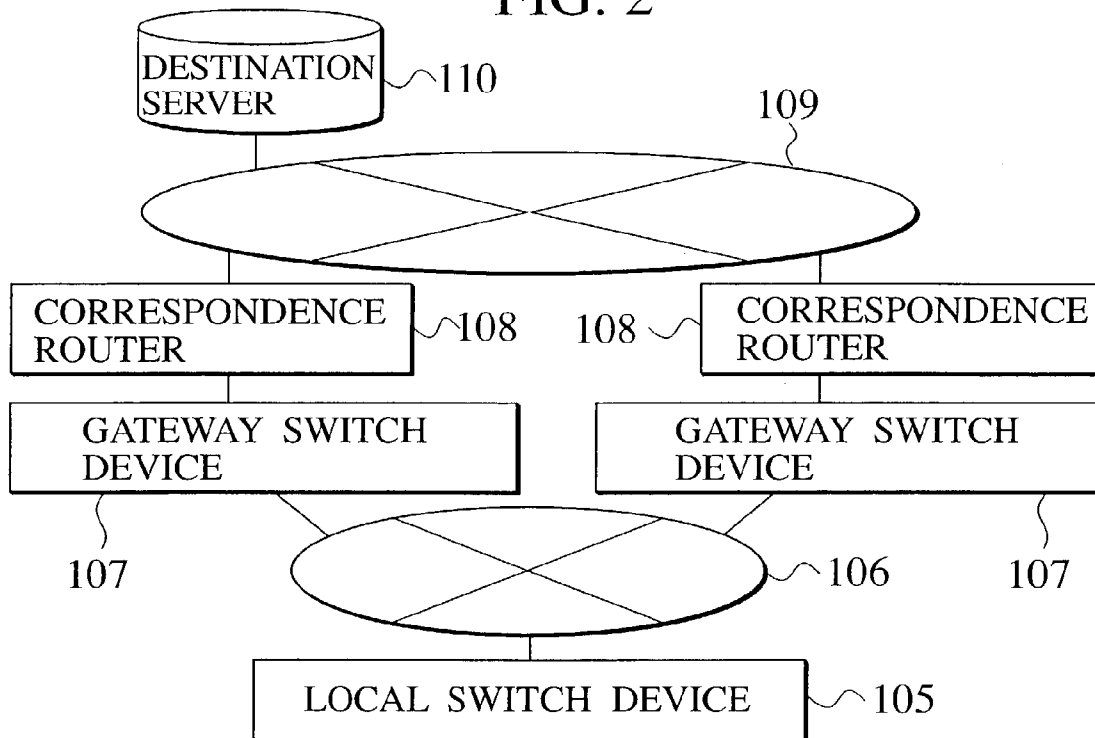 FIG. 2
DESTINATION
SERVER
110
109
CORRESPONDENCE
ROUTER
108
108
CORRESPONDENCE
ROUTER
GATEWAY SWITCH
DEVICE
GATEWAY SWITCH
DEVICE
107
106
107
LOCAL SWITCH DEVICE
105